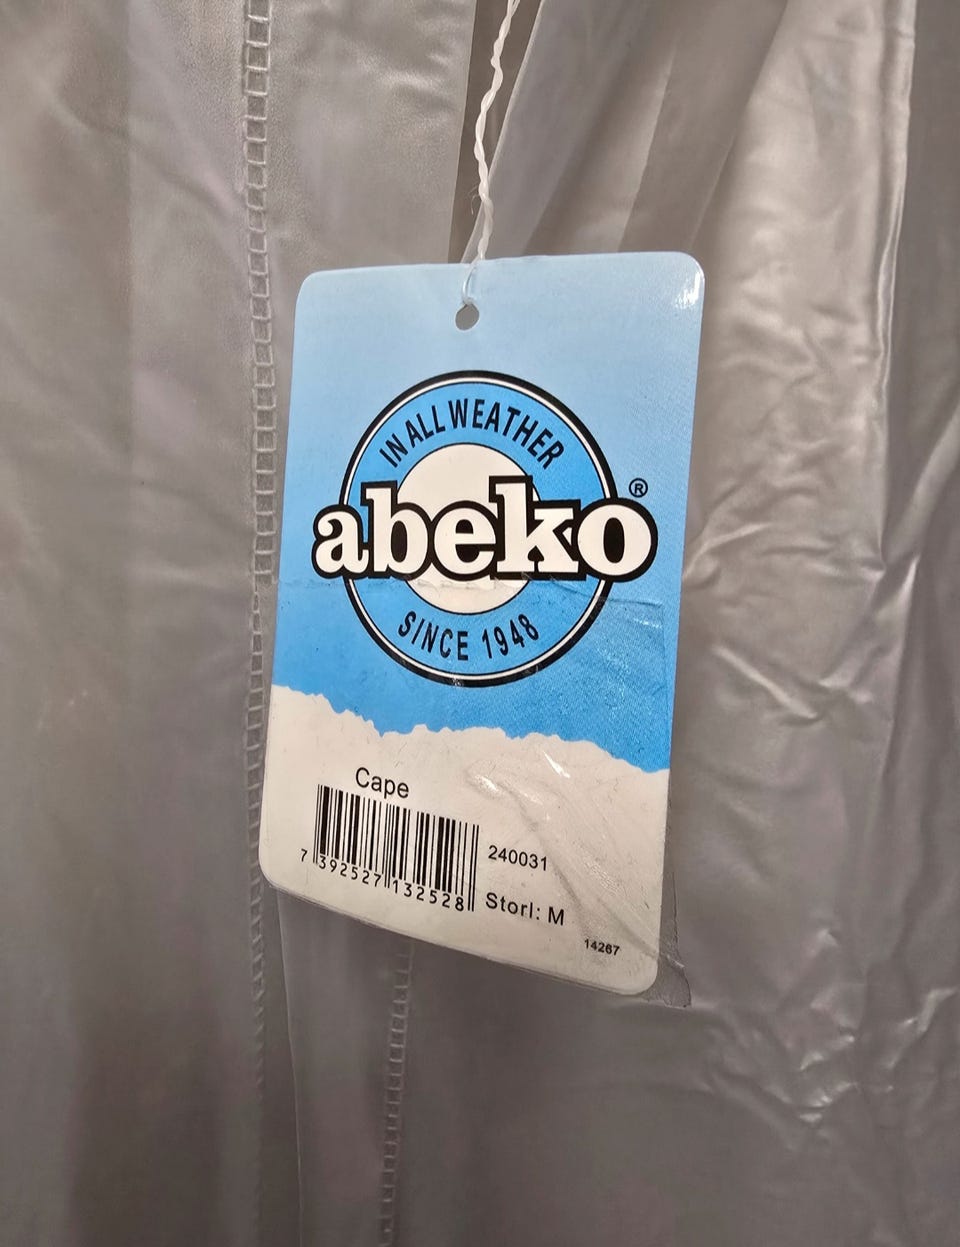 IN ALL WEATHER
abeko®
SINCE 1948
Cape
240031
7 392527 132528
Storl: M
14267